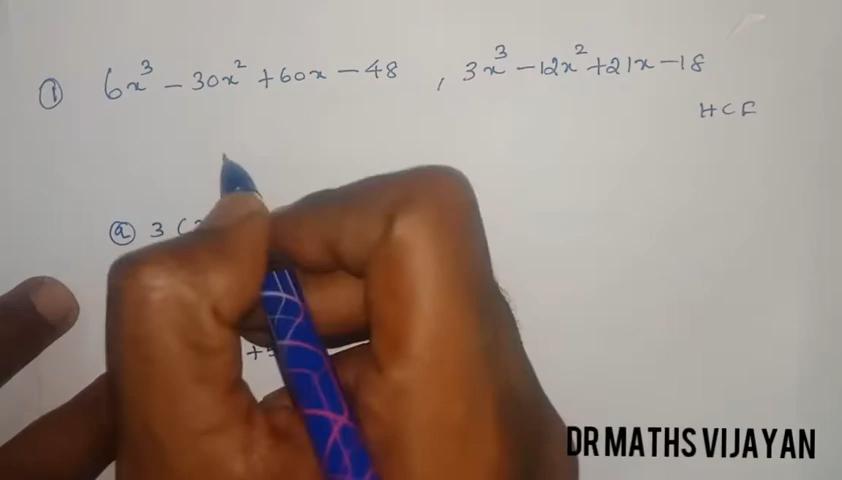 ① 6x³ - 30x² + 60x - 48 , 3x³ - 12x² + 21x - 18
HCF
ⓐ 3 (
+
DR MATHS VIJAYAN